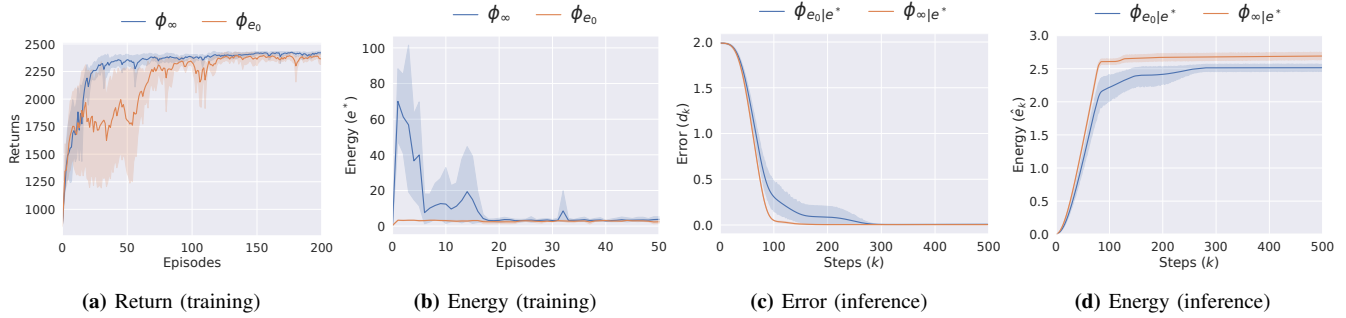 ϕ∞ ϕe₀
2500
2250
2000
1750
1500
1250
1000
Returns
0 50 100 150 200
Episodes
(a) Return (training)
ϕ∞ ϕe₀
100
80
60
40
20
0
Energy (e*)
0 10 20 30 40 50
Episodes
(b) Energy (training)
ϕe₀|e* ϕ∞|e*
2.0
1.5
1.0
0.5
0.0
Error (dₖ)
0 100 200 300 400 500
Steps (k)
(c) Error (inference)
ϕe₀|e* ϕ∞|e*
3.0
2.5
2.0
1.5
1.0
0.5
0.0
Energy (êₖ)
0 100 200 300 400 500
Steps (k)
(d) Energy (inference)